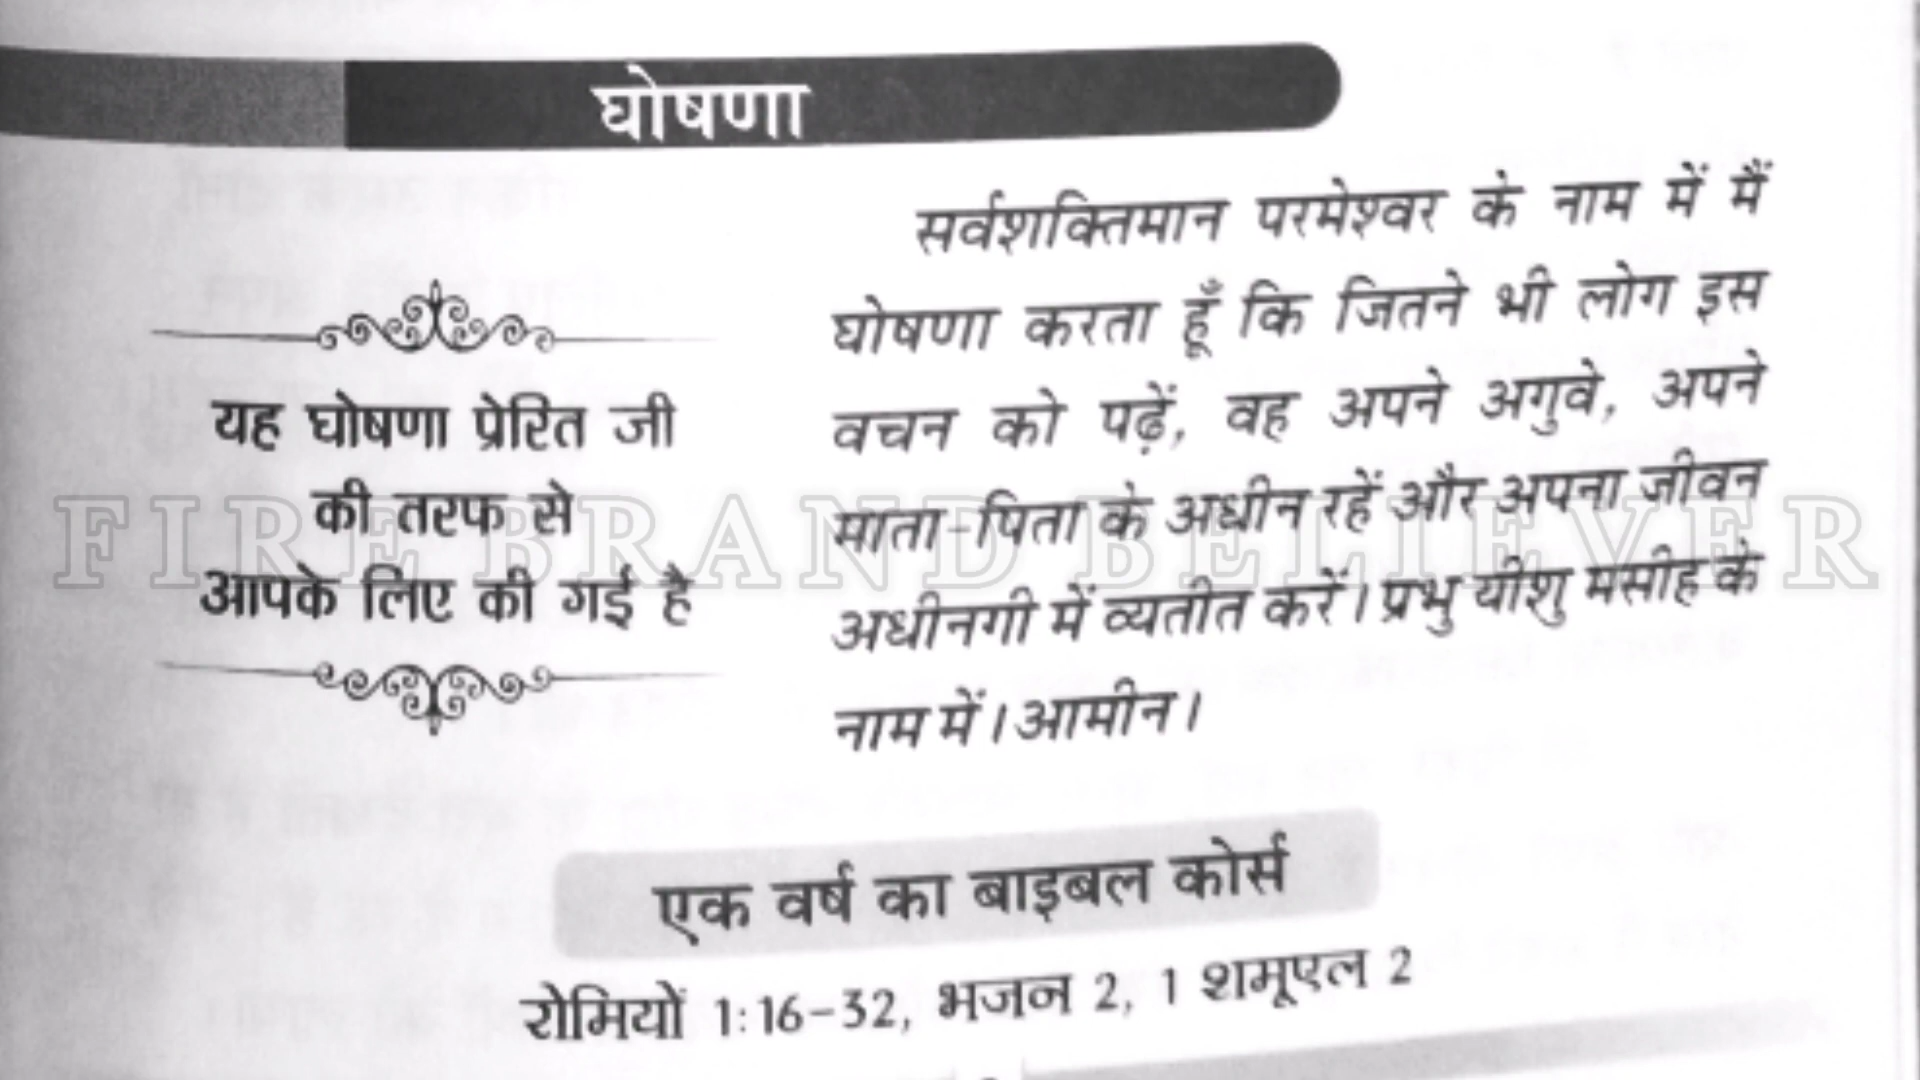 घोषणा
यह घोषणा प्रेरित जी
की तरफ से
आपके लिए की गई है
सर्वशक्तिमान परमेश्वर के नाम में मैं
घोषणा करता हूँ कि जितने भी लोग इस
वचन को पढ़ें, वह अपने अगुवे, अपने
माता-पिता के अधीन रहें और अपना जीवन
अधीनगी में व्यतीत करें। प्रभु यीशु मसीह के
नाम में। आमीन।
FIRE BRAND BELIEVER
एक वर्ष का बाइबल कोर्स
रोमियों 1:16-32, भजन 2, 1 शमूएल 2